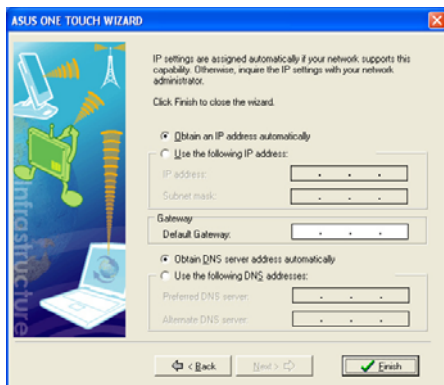 ASUS ONE TOUCH WIZARD
IP settings are assigned automatically if your network supports this
capability. Otherwise, inquire the IP settings with your network
administrator.
Click Finish to close the wizard.
Obtain an IP address automatically
Use the following IP address:
IP address:
Subnet mask:
Gateway
Default Gateway:
Obtain DNS server address automatically
Use the following DNS addresses:
Preferred DNS server:
Alternate DNS server:
Infrastructure
< Back
Next >
Finish